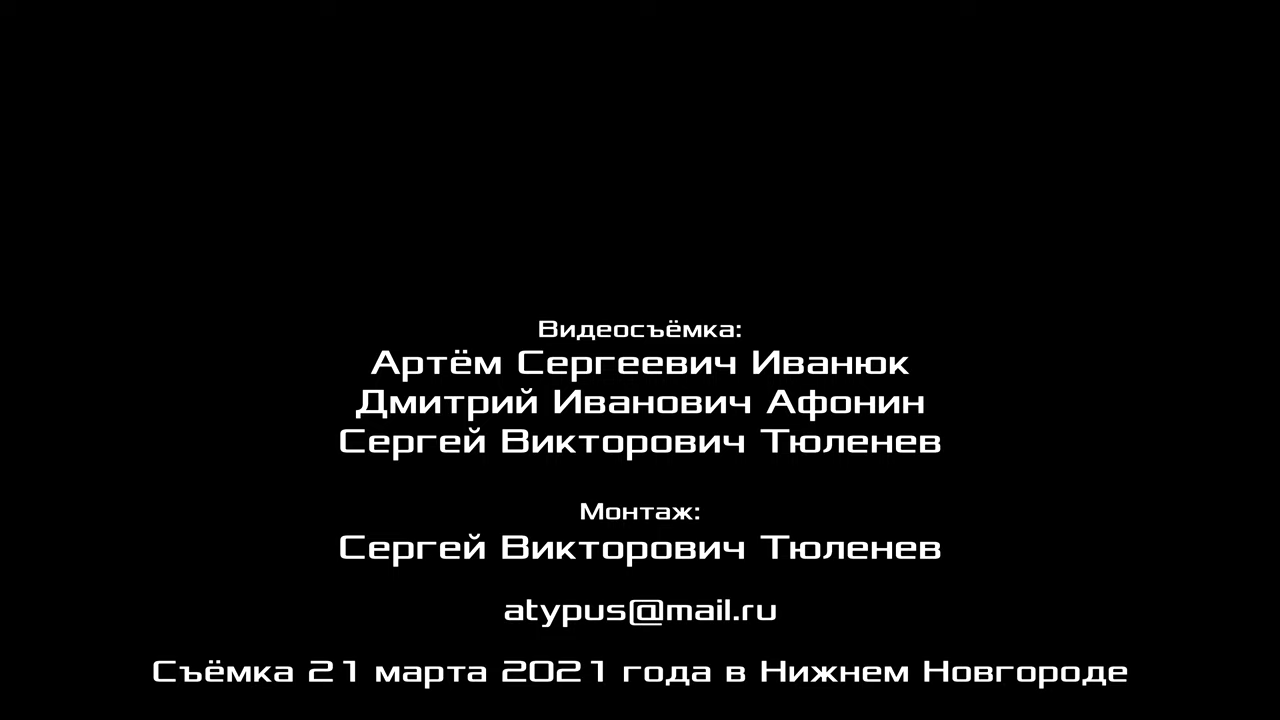 Видеосъёмка:
Артём Сергеевич Иванюк
Дмитрий Иванович Афонин
Сергей Викторович Тюленев
Монтаж:
Сергей Викторович Тюленев
atypus@mail.ru
Съёмка 21 марта 2021 года в Нижнем Новгороде